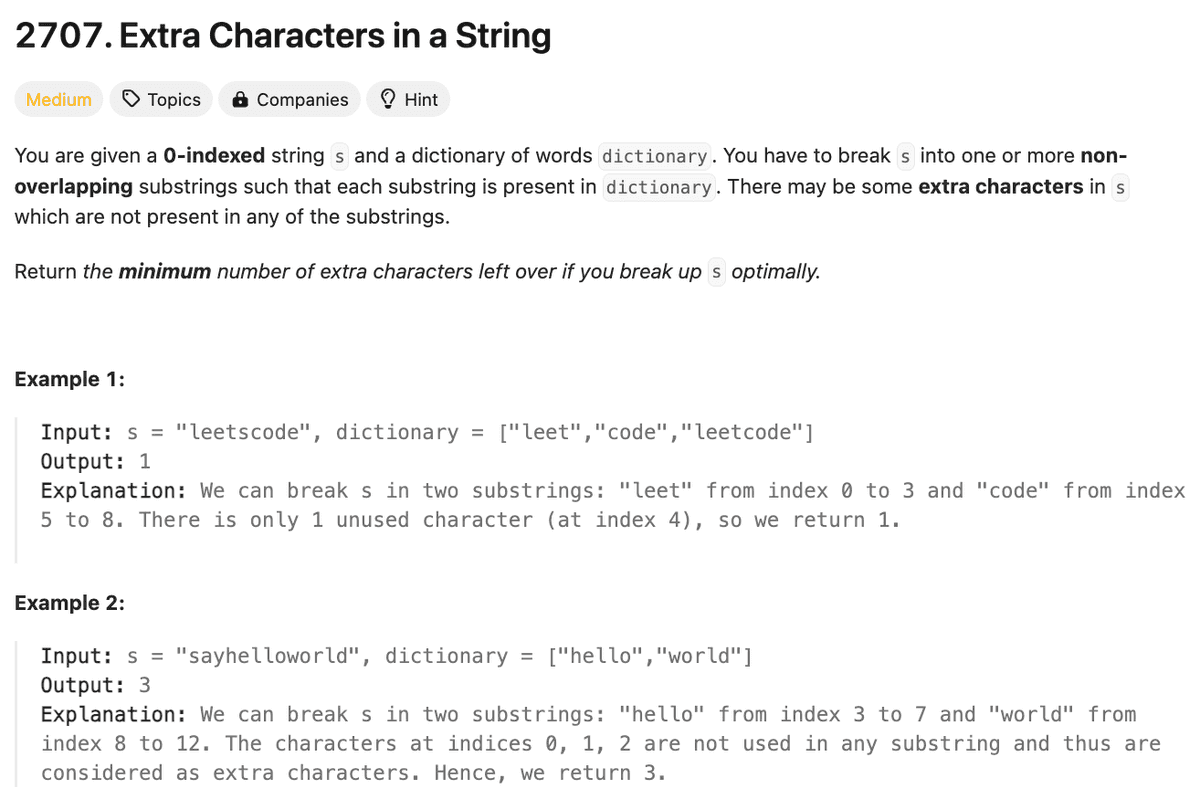 2707. Extra Characters in a String
Medium Topics Companies Hint
You are given a 0-indexed string s and a dictionary of words dictionary. You have to break s into one or more non-
overlapping substrings such that each substring is present in dictionary. There may be some extra characters in s
which are not present in any of the substrings.
Return the minimum number of extra characters left over if you break up s optimally.
Example 1:
Input: s = "leetscode", dictionary = ["leet","code","leetcode"]
Output: 1
Explanation: We can break s in two substrings: "leet" from index 0 to 3 and "code" from index
5 to 8. There is only 1 unused character (at index 4), so we return 1.
Example 2:
Input: s = "sayhelloworld", dictionary = ["hello","world"]
Output: 3
Explanation: We can break s in two substrings: "hello" from index 3 to 7 and "world" from
index 8 to 12. The characters at indices 0, 1, 2 are not used in any substring and thus are
considered as extra characters. Hence, we return 3.